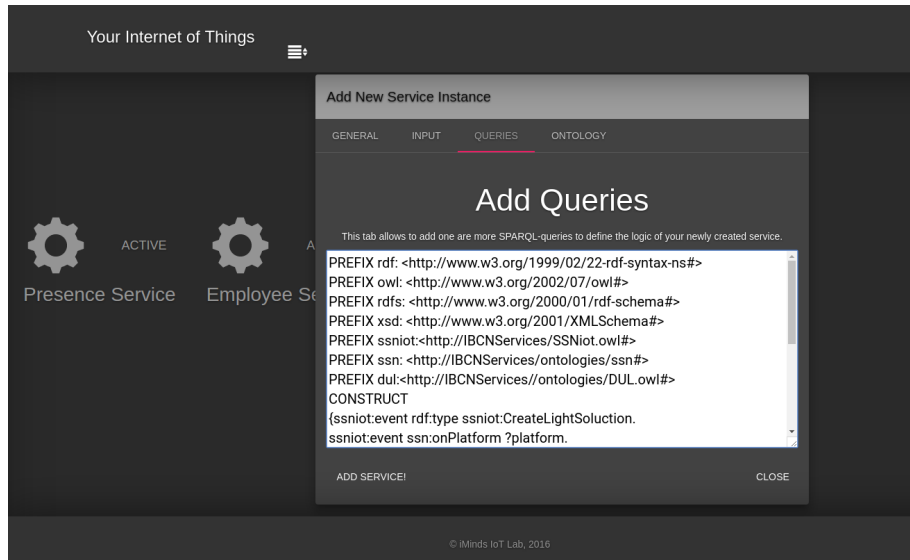 Your Internet of Things
Add New Service Instance
GENERAL INPUT QUERIES ONTOLOGY
Add Queries
This tab allows to add one are more SPARQL-queries to define the logic of your newly created service.
ACTIVE
A
Presence Service Employee Se
PREFIX rdf: <http://www.w3.org/1999/02/22-rdf-syntax-ns#>
PREFIX owl: <http://www.w3.org/2002/07/owl#>
PREFIX rdfs: <http://www.w3.org/2000/01/rdf-schema#>
PREFIX xsd: <http://www.w3.org/2001/XMLSchema#>
PREFIX ssniot:<http://IBCNServices/SSNiot.owl#>
PREFIX ssn: <http://IBCNServices/ontologies/ssn#>
PREFIX dul:<http://IBCNServices//ontologies/DUL.owl#>
CONSTRUCT
{ssniot:event rdf:type ssniot:CreateLightSoluction.
ssniot:event ssn:onPlatform ?platform.
ADD SERVICE! CLOSE
© iMinds IoT Lab, 2016